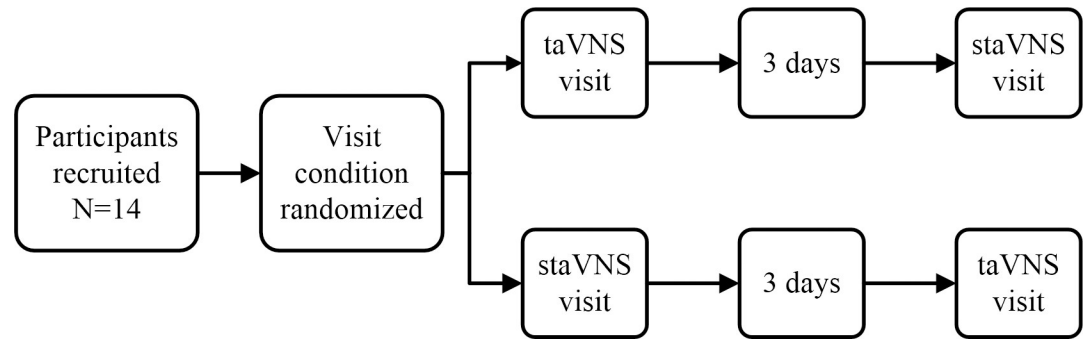 Participants
recruited
N=14
Visit
condition
randomized
taVNS
visit
3 days
staVNS
visit
staVNS
visit
3 days
taVNS
visit